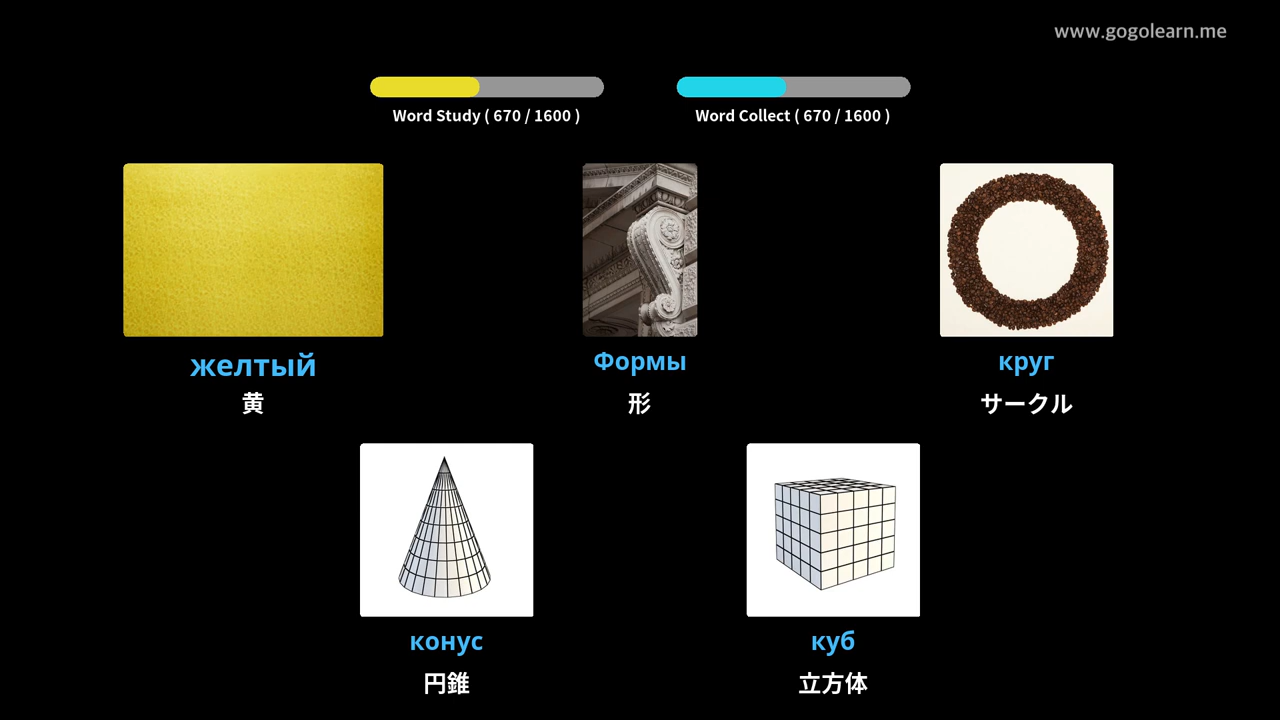 www.gogolearn.me
Word Study ( 670 / 1600 )
Word Collect ( 670 / 1600 )
желтый
Формы
круг
黄
形
サークル
конус
куб
円錐
立方体